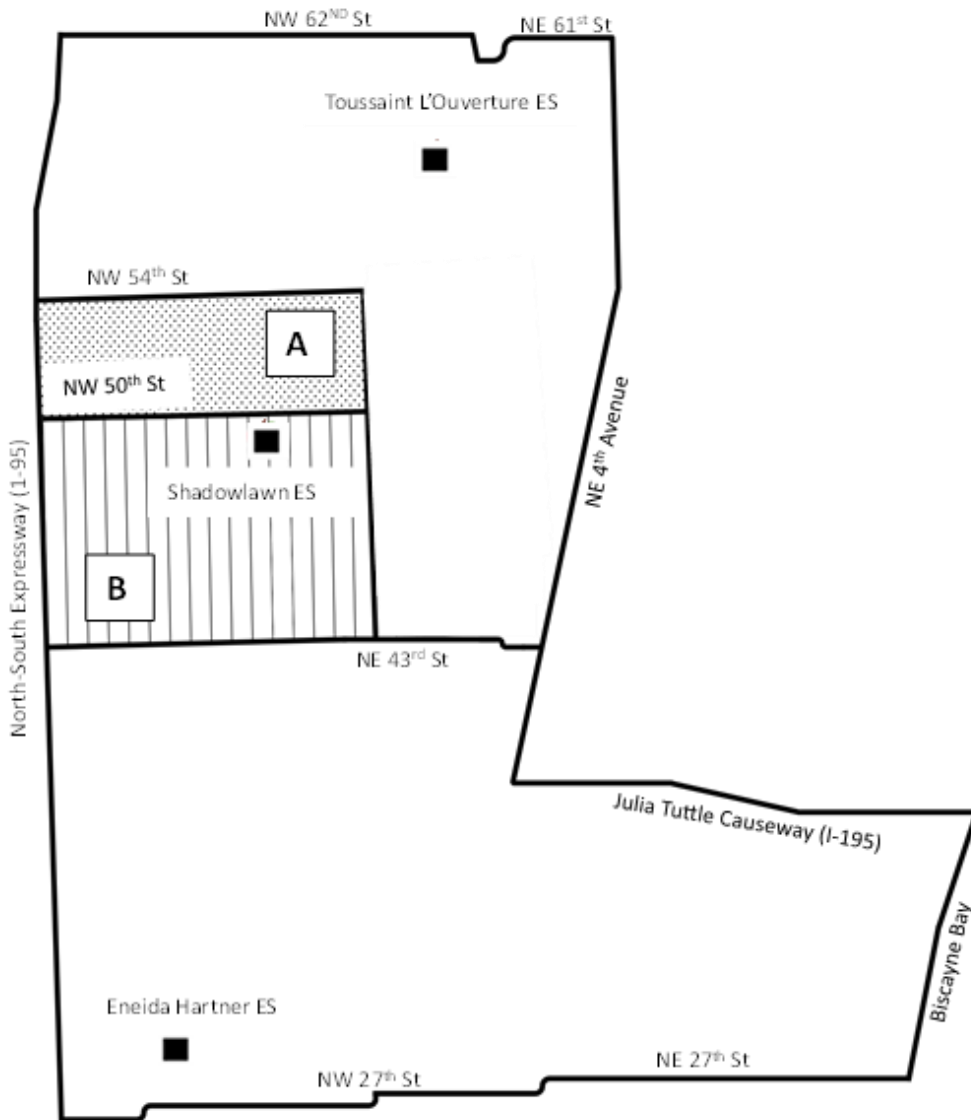 NW 62ND St
NE 61st St
Toussaint L'Ouverture ES
NW 54th St
A
NW 50th St
NE 4th Avenue
North-South Expressway (1-95)
Shadowlawn ES
B
NE 43rd St
Julia Tuttle Causeway (I-195)
Biscayne Bay
Eneida Hartner ES
NE 27th St
NW 27th St